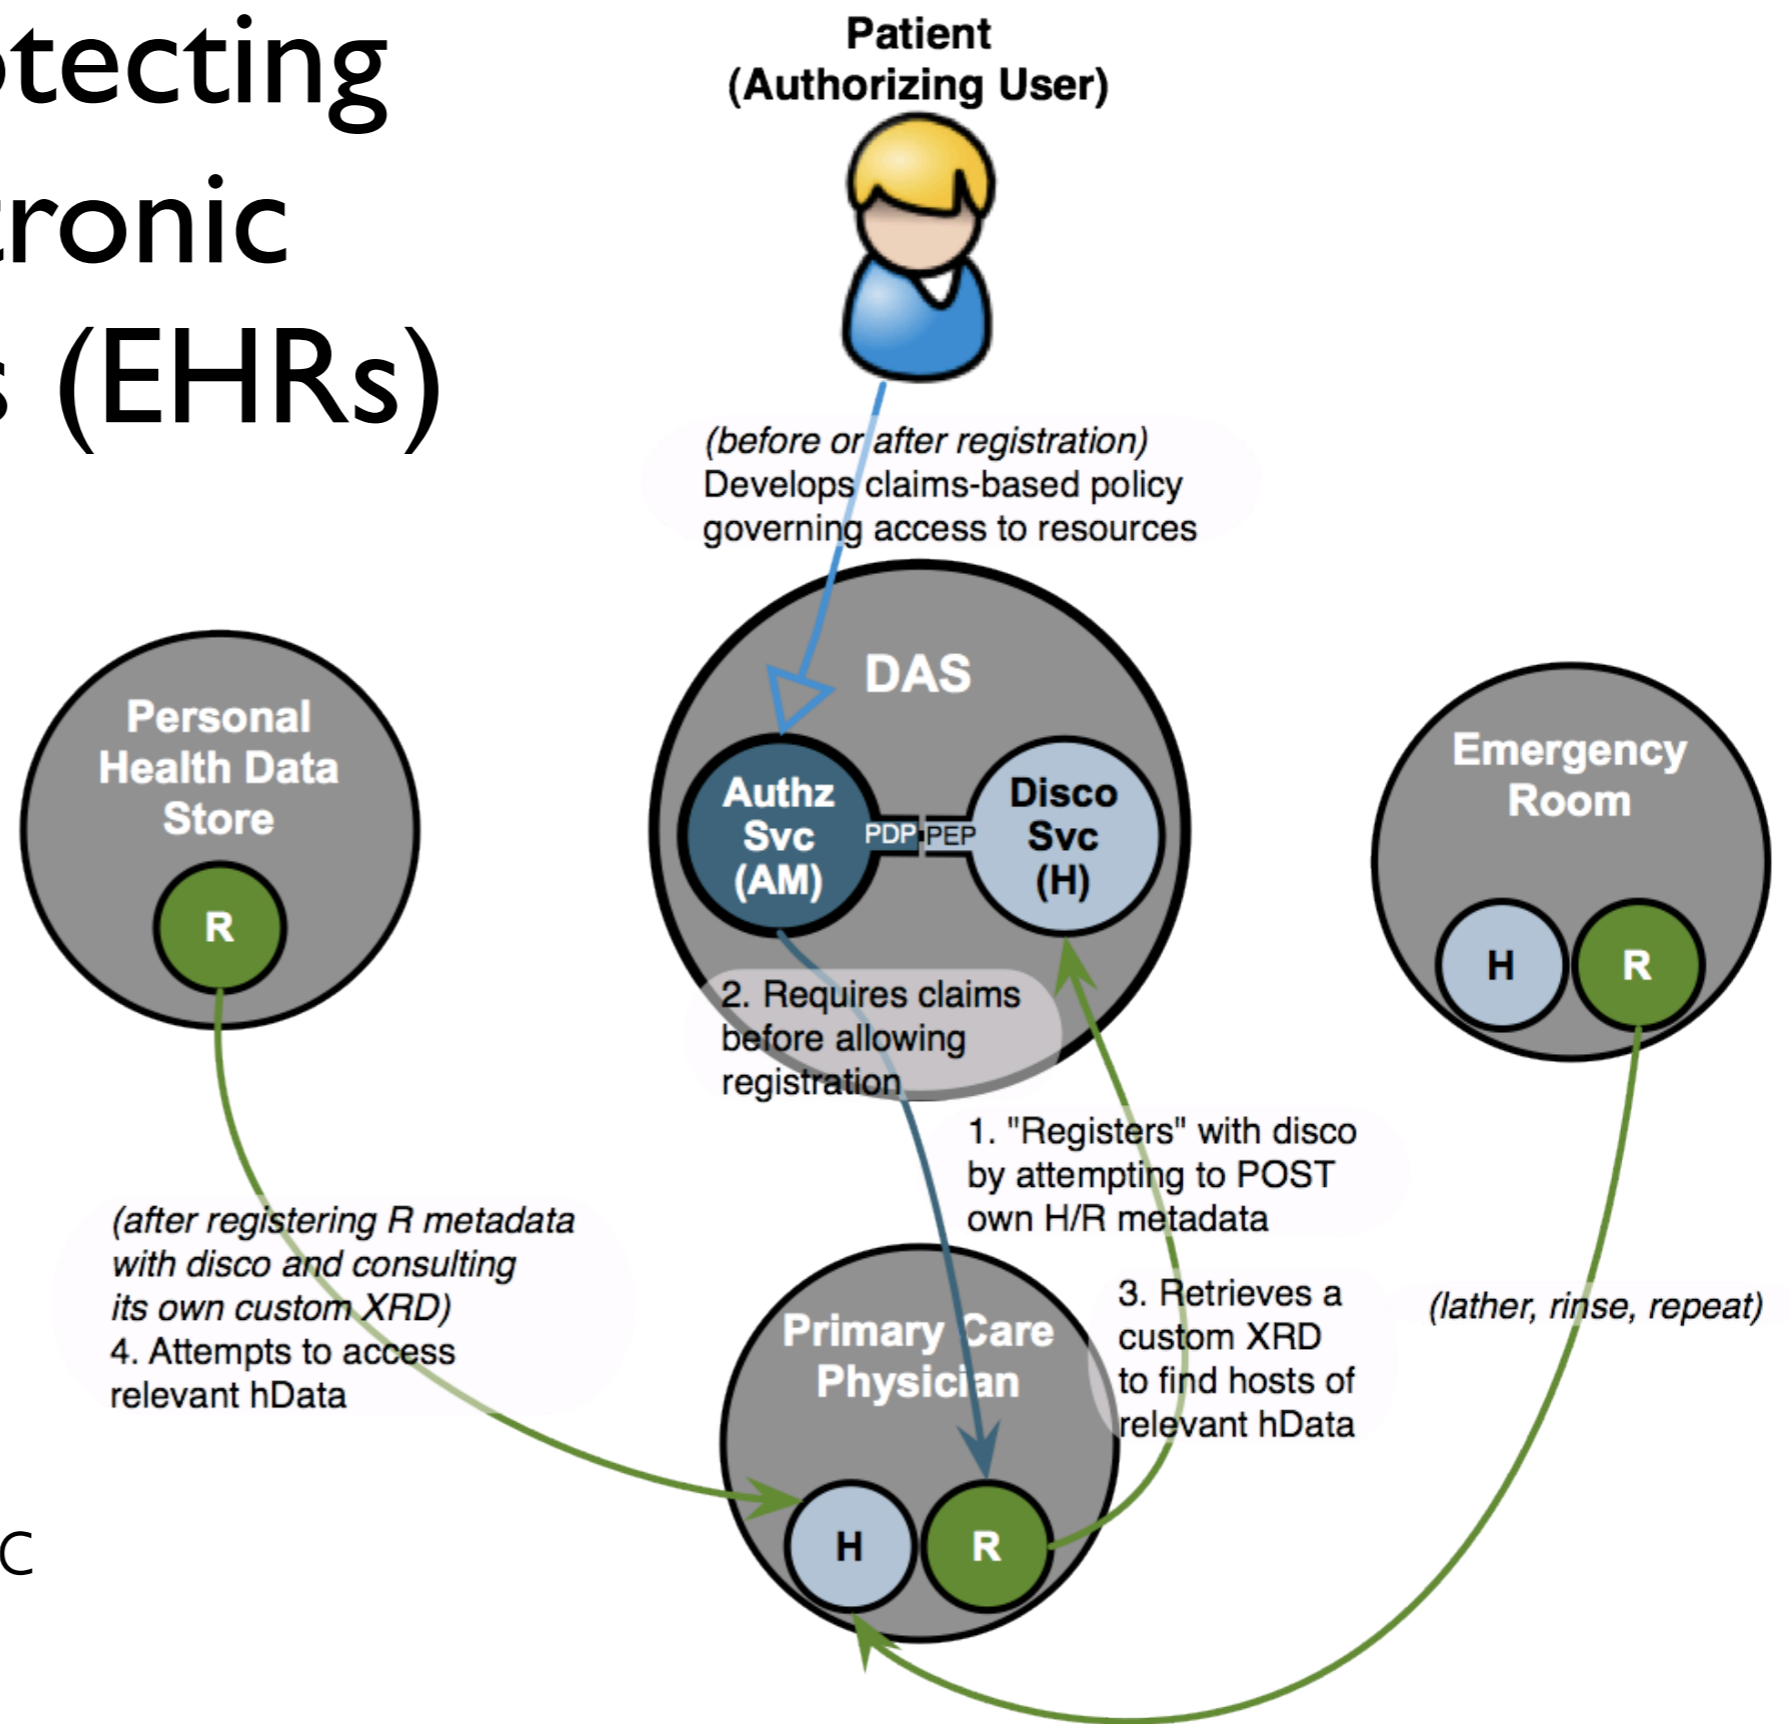 otecting
tronic
s (EHRs)
Patient
(Authorizing User)
(before or after registration)
Develops claims-based policy
governing access to resources
DAS
Authz
Svc
(AM)
PDP
PEP
Disco
Svc
(H)
Personal
Health Data
Store
R
Emergency
Room
H
R
2. Requires claims
before allowing
registration
1. "Registers" with disco
by attempting to POST
own H/R metadata
(after registering R metadata
with disco and consulting
its own custom XRD)
4. Attempts to access
relevant hData
3. Retrieves a
custom XRD
to find hosts of
relevant hData
(lather, rinse, repeat)
Primary Care
Physician
H
R
C